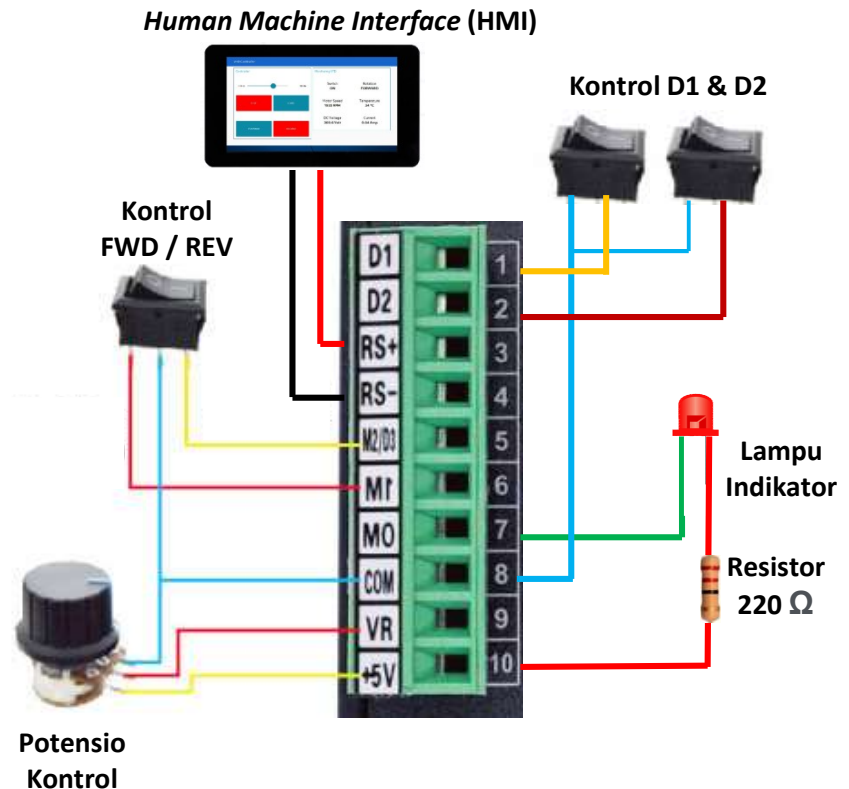 Human Machine Interface (HMI)
Kontrol D1 & D2
Kontrol
FWD / REV
D1
D2
RS+
RS-
M2/D3
M1
MO
COM
VR
+5V
1
2
3
4
5
6
7
8
9
10
Lampu
Indikator
Resistor
220 Ω
Potensio
Kontrol